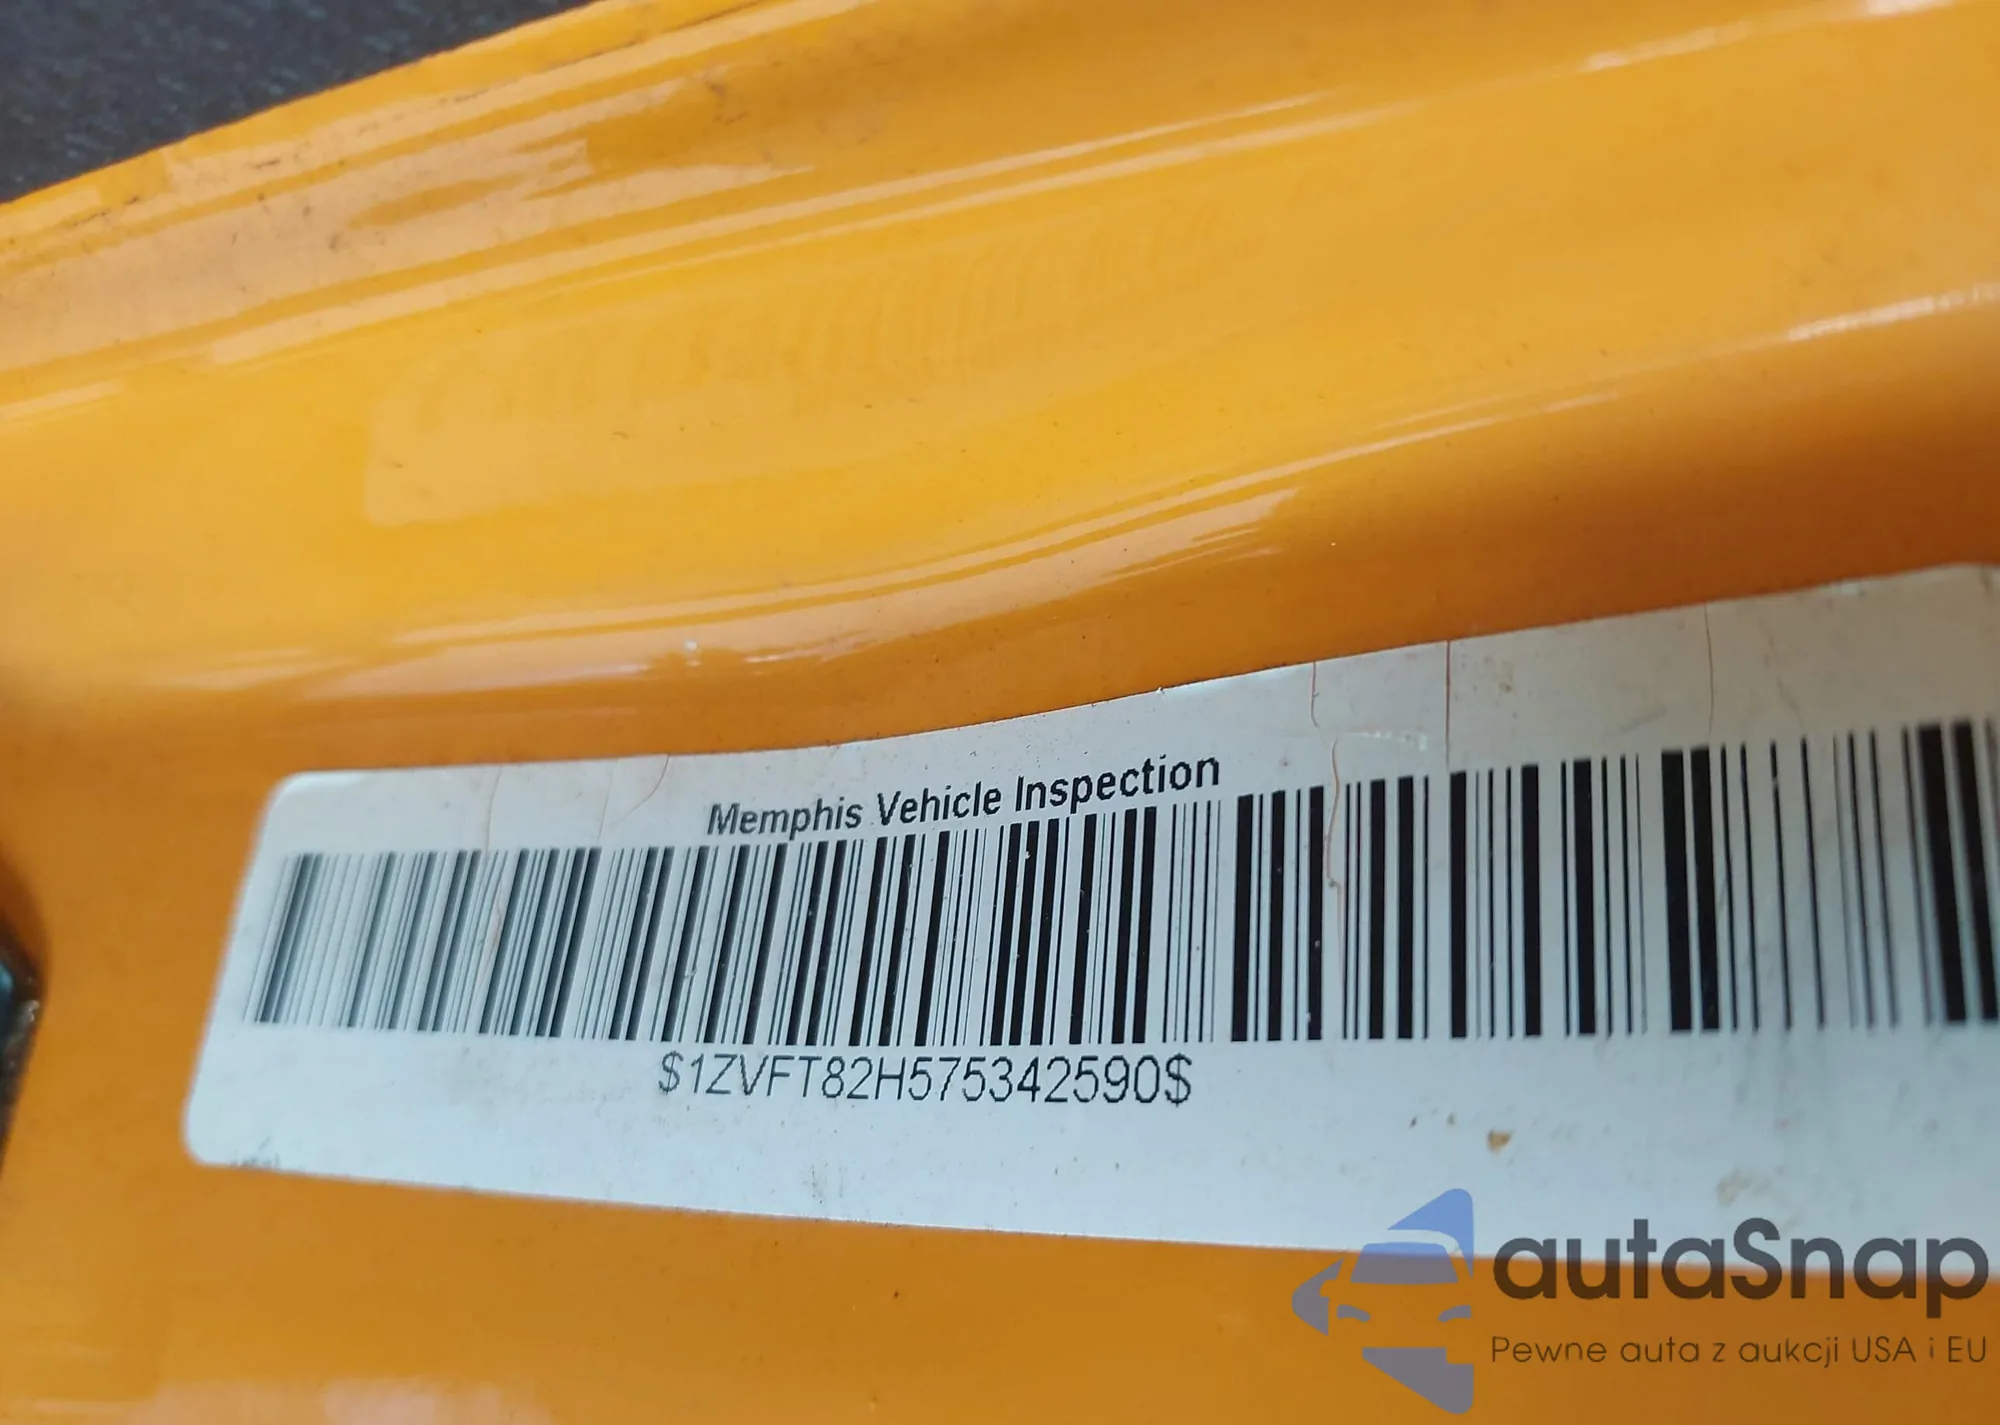 Memphis Vehicle Inspection
$1ZVFT82H575342590$
autaSnap
Pewne auta z aukcji USA i EU